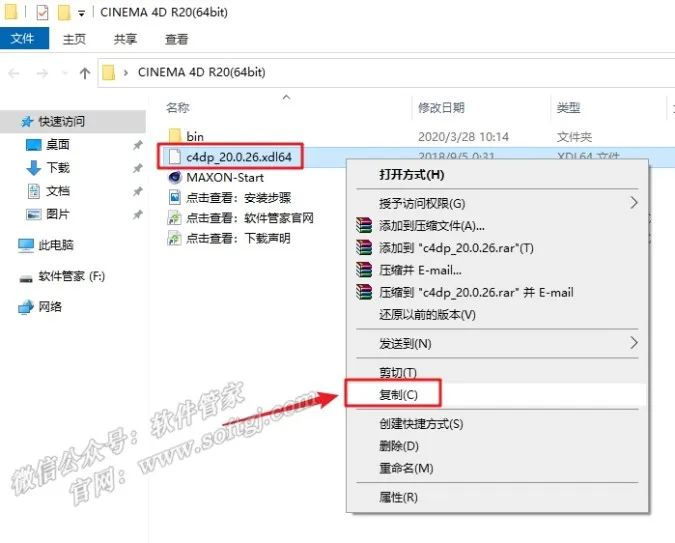 CINEMA 4D R20(64bit)
文件 主页 共享 查看
CINEMA 4D R20(64bit)
名称 修改日期 类型
快速访问
桌面
下载
文档
图片
此电脑
软件管家 (F:)
网络
bin 2020/3/28 10:14 文件夹
c4dp_20.0.26.xdl64 2018/9/5 0:31 XDL64 文件
MAXON-Start
点击查看：安装步骤
点击查看：软件管家官网
点击查看：下载声明
打开方式(H)
授予访问权限(G)
添加到压缩文件(A)...
添加到 "c4dp_20.0.26.rar"(T)
压缩并 E-mail...
压缩到 "c4dp_20.0.26.rar" 并 E-mail
还原以前的版本(V)
发送到(N)
剪切(T)
复制(C)
创建快捷方式(S)
删除(D)
重命名(M)
属性(R)
微信公众号：软件管家
官网：www.softgj.com